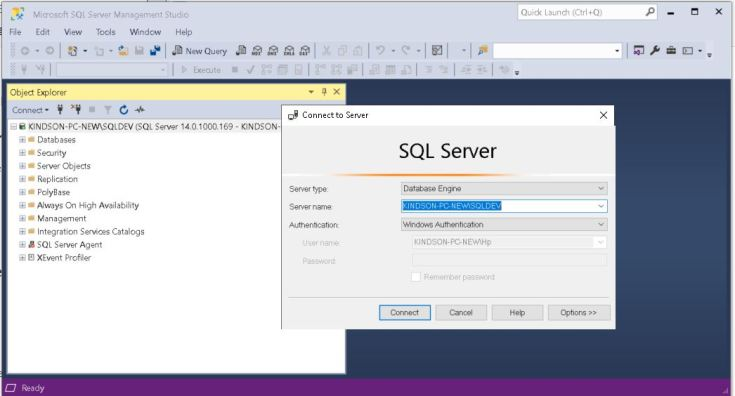 Microsoft SQL Server Management Studio
Quick Launch (Ctrl+Q)
File Edit View Tools Window Help
New Query
Execute
Object Explorer
Connect
KINDSON-PC-NEW\SQLDEV (SQL Server 14.0.1000.169 - KINDSON-
Databases
Security
Server Objects
Replication
PolyBase
Always On High Availability
Management
Integration Services Catalogs
SQL Server Agent
XEvent Profiler
Connect to Server
SQL Server
Server type: Database Engine
Server name: KINDSON-PC-NEW\SQLDEV
Authentication: Windows Authentication
User name: KINDSON-PC-NEW\Hp
Password:
Remember password
Connect Cancel Help Options >>
Ready